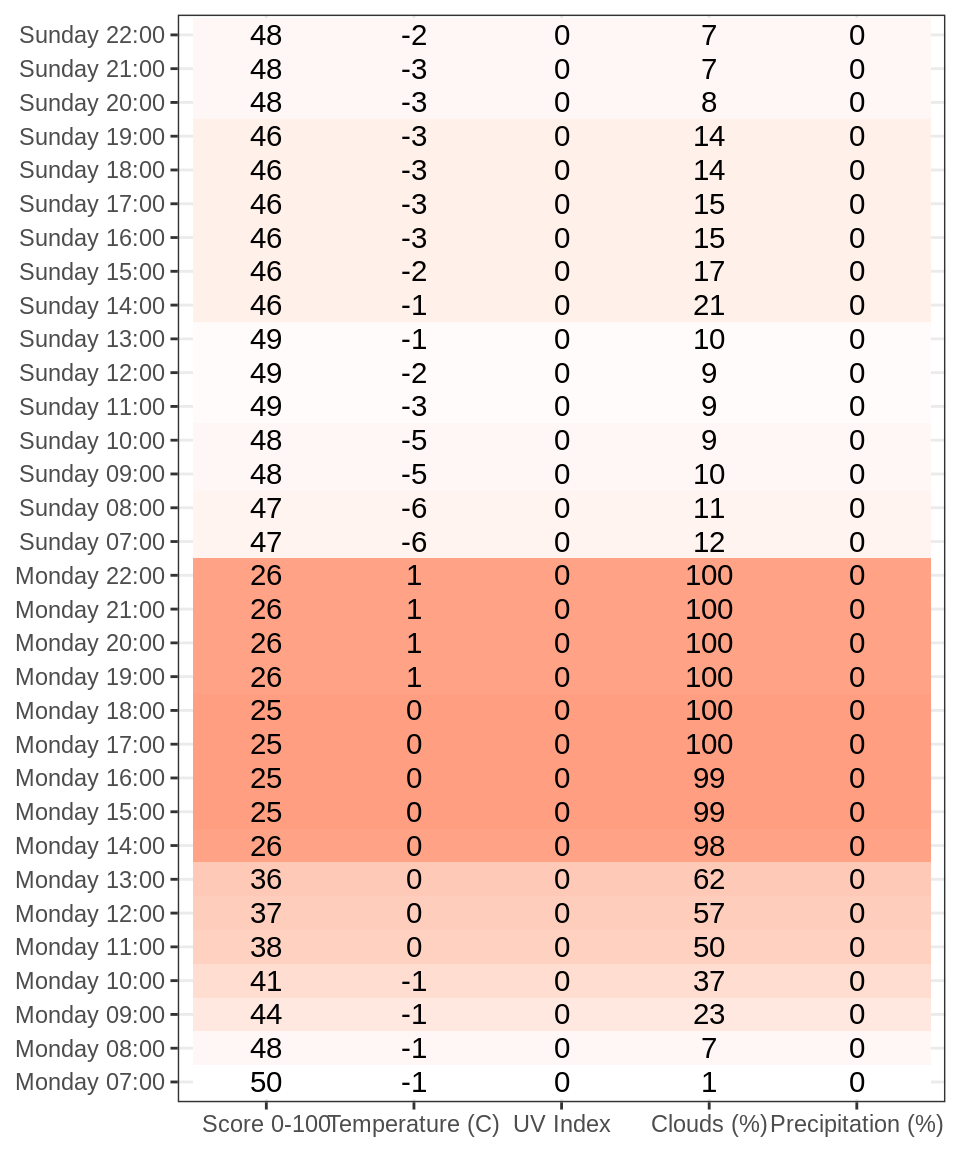 Sunday 22:00 48 -2 0 7 0
Sunday 21:00 48 -3 0 7 0
Sunday 20:00 48 -3 0 8 0
Sunday 19:00 46 -3 0 14 0
Sunday 18:00 46 -3 0 14 0
Sunday 17:00 46 -3 0 15 0
Sunday 16:00 46 -3 0 15 0
Sunday 15:00 46 -2 0 17 0
Sunday 14:00 46 -1 0 21 0
Sunday 13:00 49 -1 0 10 0
Sunday 12:00 49 -2 0 9 0
Sunday 11:00 49 -3 0 9 0
Sunday 10:00 48 -5 0 9 0
Sunday 09:00 48 -5 0 10 0
Sunday 08:00 47 -6 0 11 0
Sunday 07:00 47 -6 0 12 0
Monday 22:00 26 1 0 100 0
Monday 21:00 26 1 0 100 0
Monday 20:00 26 1 0 100 0
Monday 19:00 26 1 0 100 0
Monday 18:00 25 0 0 100 0
Monday 17:00 25 0 0 100 0
Monday 16:00 25 0 0 99 0
Monday 15:00 25 0 0 99 0
Monday 14:00 26 0 0 98 0
Monday 13:00 36 0 0 62 0
Monday 12:00 37 0 0 57 0
Monday 11:00 38 0 0 50 0
Monday 10:00 41 -1 0 37 0
Monday 09:00 44 -1 0 23 0
Monday 08:00 48 -1 0 7 0
Monday 07:00 50 -1 0 1 0
Score 0-100 Temperature (C) UV Index Clouds (%) Precipitation (%)